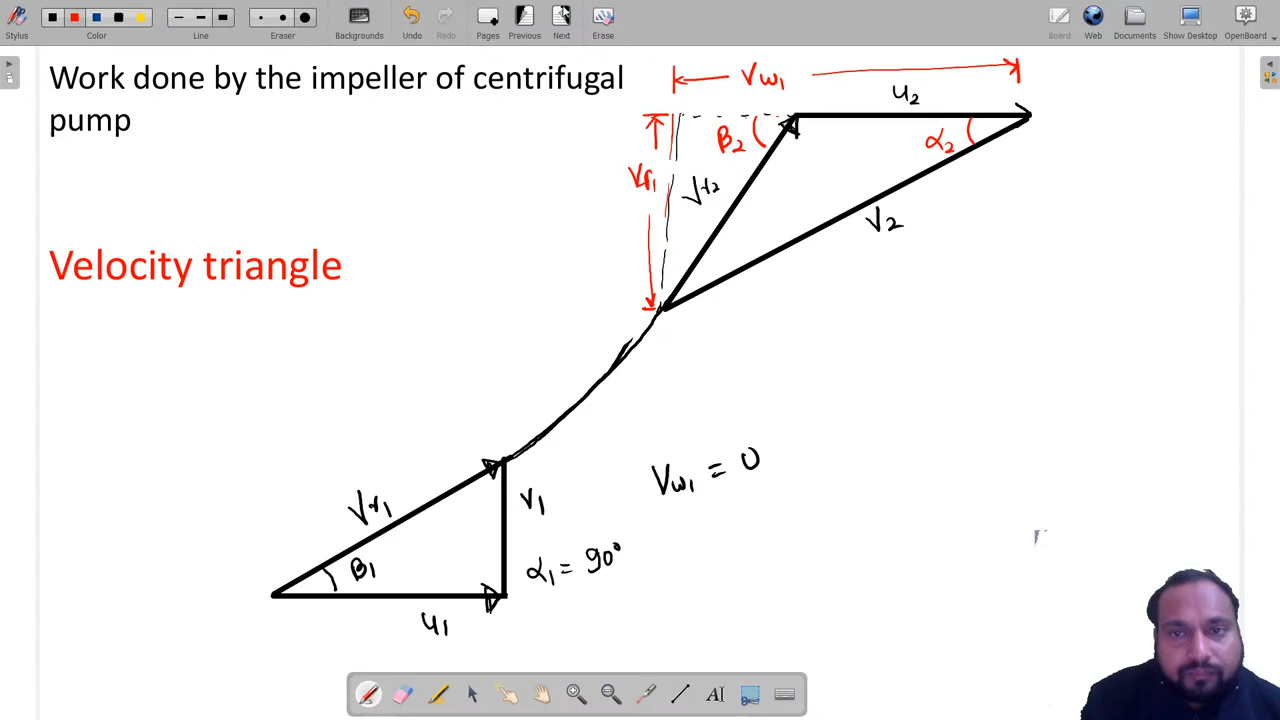 Stylus
Color
Line
Eraser
Backgrounds
Undo
Redo
Pages
Previous
Next
Erase
Board
Web
Documents
Show Desktop
OpenBoard
Work done by the impeller of centrifugal
pump
Velocity triangle
Vw1
u2
β2
α2
Vf1
Vr2
V2
Vr1
V1
Vw1 = 0
β1
α1 = 90°
u1